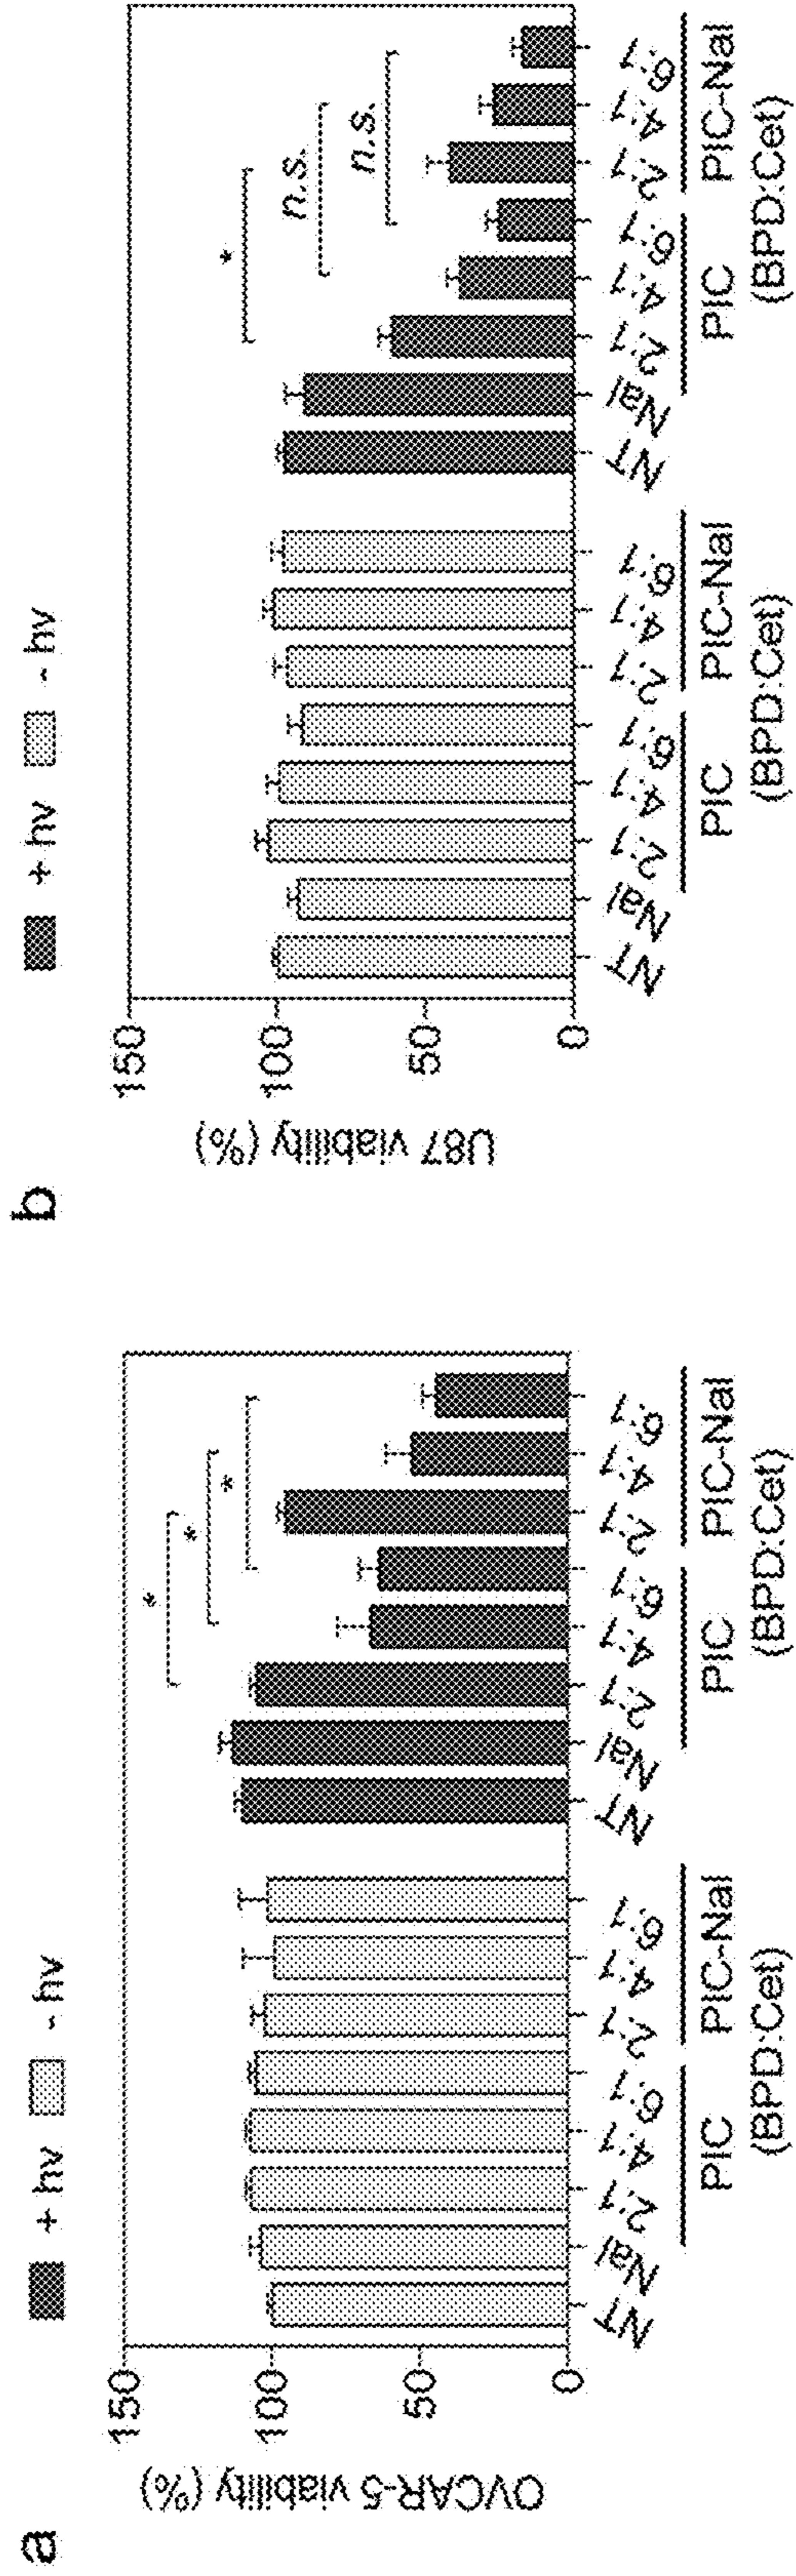 a
+ hv - hv
OVCAR-5 viability (%)
150
100
50
0
NT Nal 2:1 4:1 6:1 2:1 4:1 6:1 NT Nal 2:1 4:1 6:1 2:1 4:1 6:1
* * *
PIC PIC-Nal PIC PIC-Nal
(BPD:Cet) (BPD:Cet)
b
+ hv - hv
U87 viability (%)
150
100
50
0
NT Nal 2:1 4:1 6:1 2:1 4:1 6:1 NT Nal 2:1 4:1 6:1 2:1 4:1 6:1
* n.s. n.s.
PIC PIC-Nal PIC PIC-Nal
(BPD:Cet) (BPD:Cet)